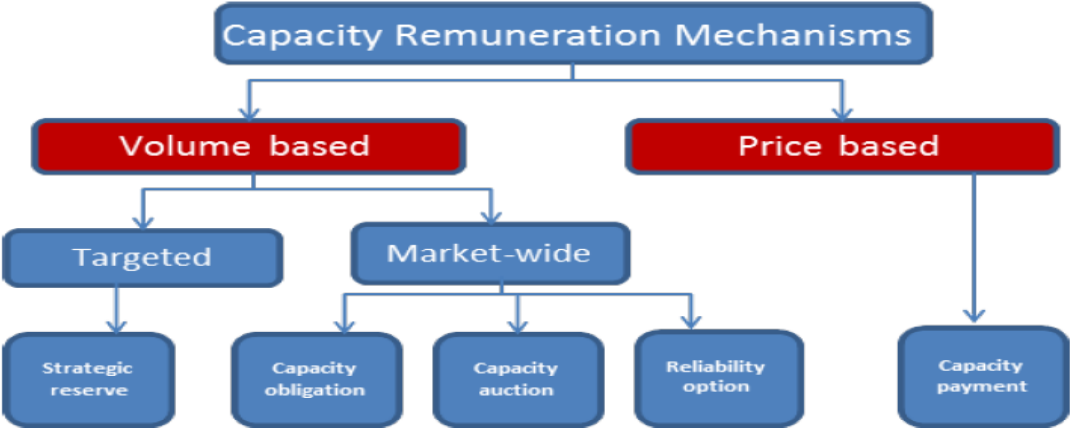 Capacity Remuneration Mechanisms
Volume based
Price based
Targeted
Market-wide
Strategic
reserve
Capacity
obligation
Capacity
auction
Reliability
option
Capacity
payment